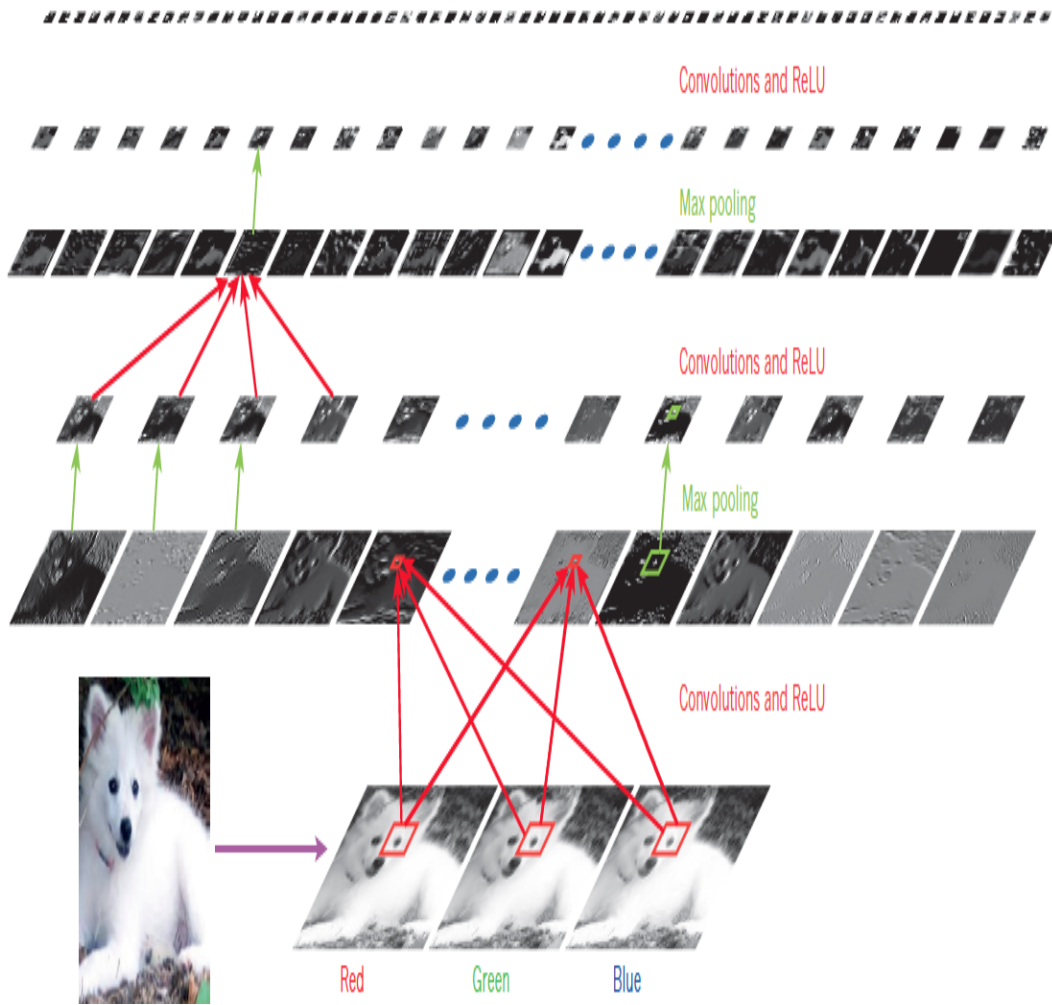 Convolutions and ReLU
Max pooling
Convolutions and ReLU
Max pooling
Convolutions and ReLU
Red Green Blue